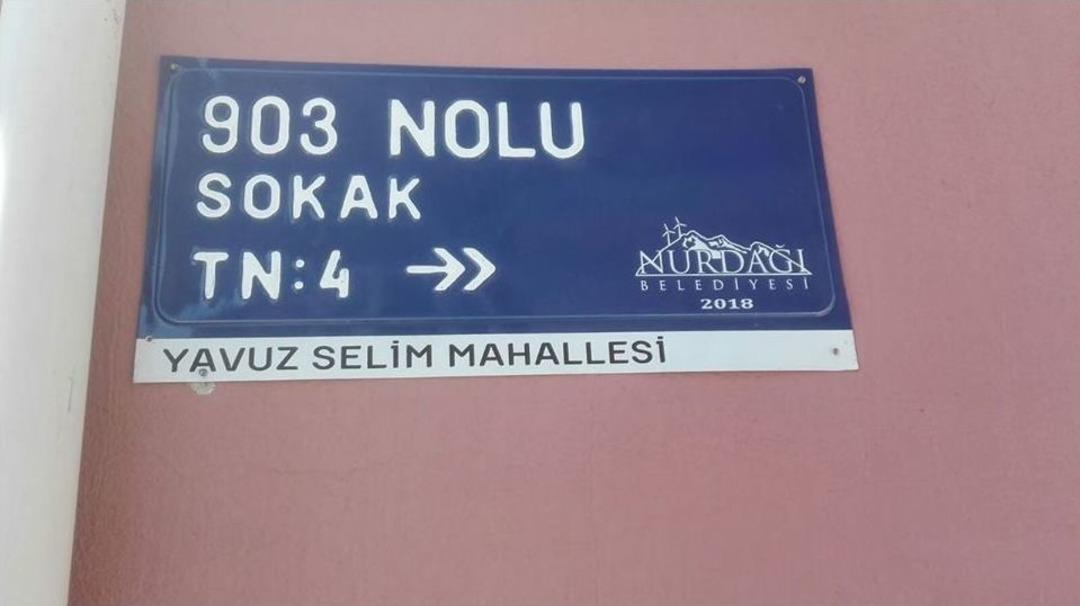 903 NOLU
SOKAK
TN:4 →»
NURDAĞI
BELEDİYESİ
2018
YAVUZ SELİM MAHALLESİ